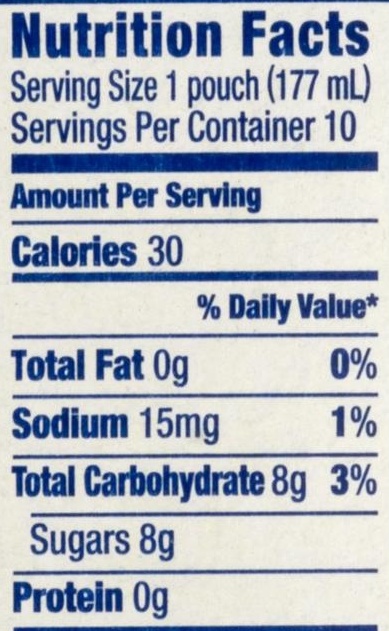 Nutrition Facts
Serving Size 1 pouch (177 mL)
Servings Per Container 10
Amount Per Serving
Calories 30
% Daily Value*
Total Fat 0g 0%
Sodium 15mg 1%
Total Carbohydrate 8g 3%
Sugars 8g
Protein 0g